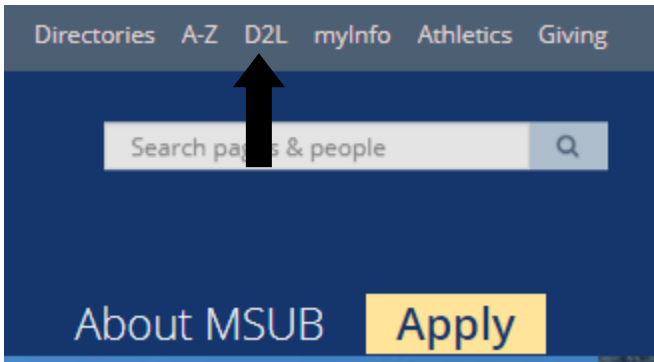 Directories A-Z D2L myInfo Athletics Giving
Search pages & people
About MSUB Apply